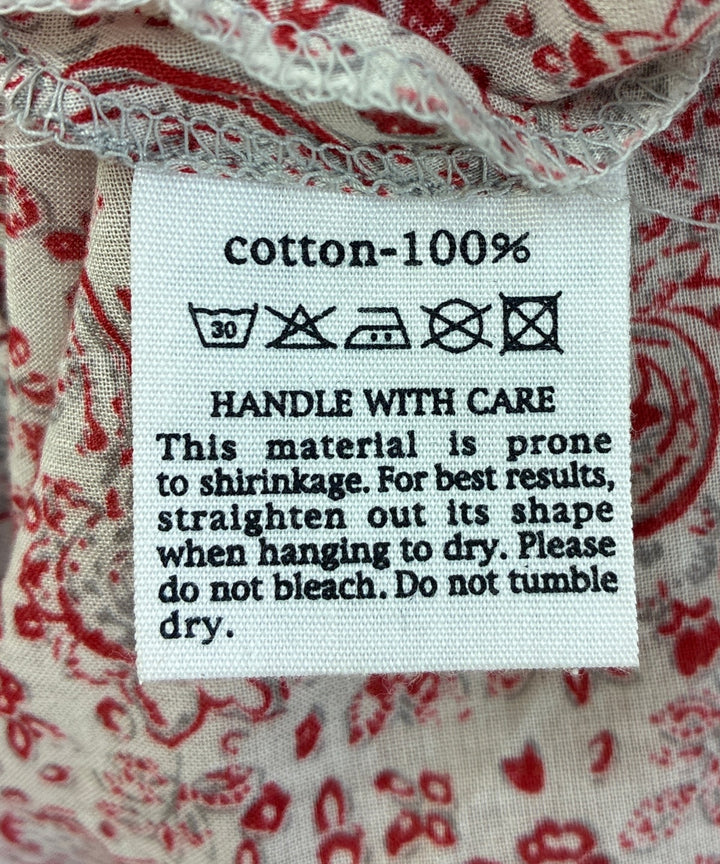 cotton-100%
30
HANDLE WITH CARE
This material is prone
to shirinkage. For best results,
straighten out its shape
when hanging to dry. Please
do not bleach. Do not tumble
dry.